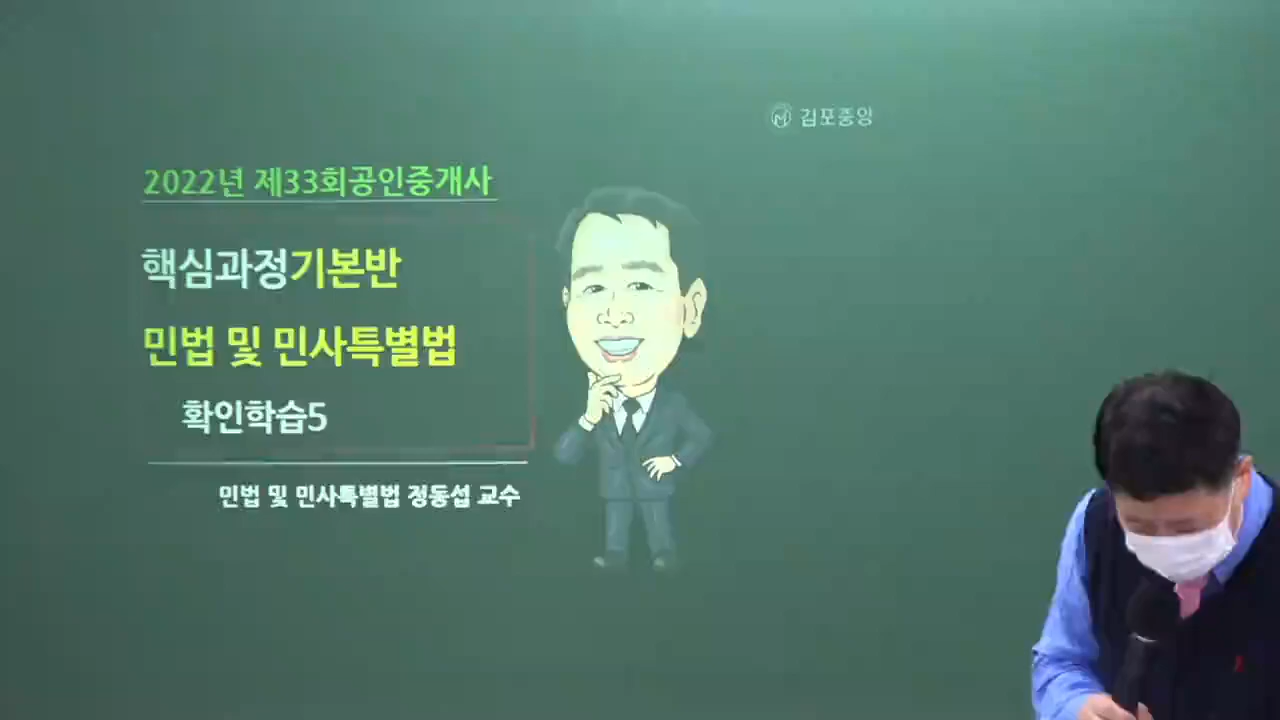 김포중앙
2022년 제33회공인중개사
핵심과정기본반
민법 및 민사특별법
확인학습5
민법 및 민사특별법 정동섭 교수